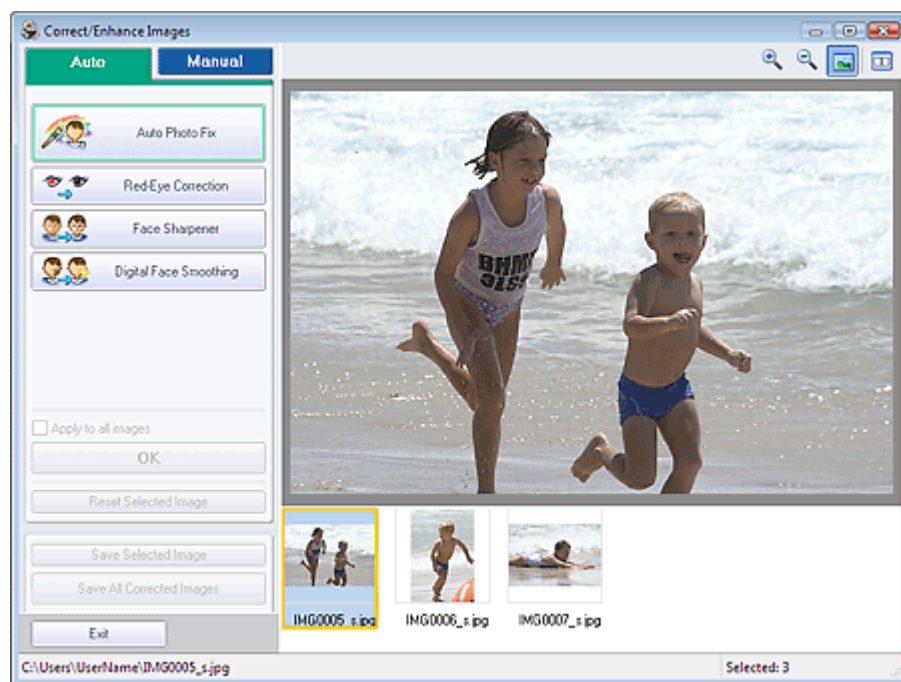 Correct/Enhance Images
Auto
Manual
Auto Photo Fix
Red-Eye Correction
Face Sharpener
Digital Face Smoothing
Apply to all images
OK
Reset Selected Image
Save Selected Image
Save All Corrected Images
Exit
BHMW
IMG0005_s.jpg
IMG0006_s.jpg
IMG0007_s.jpg
C:\Users\UserName\IMG0005_s.jpg
Selected: 3